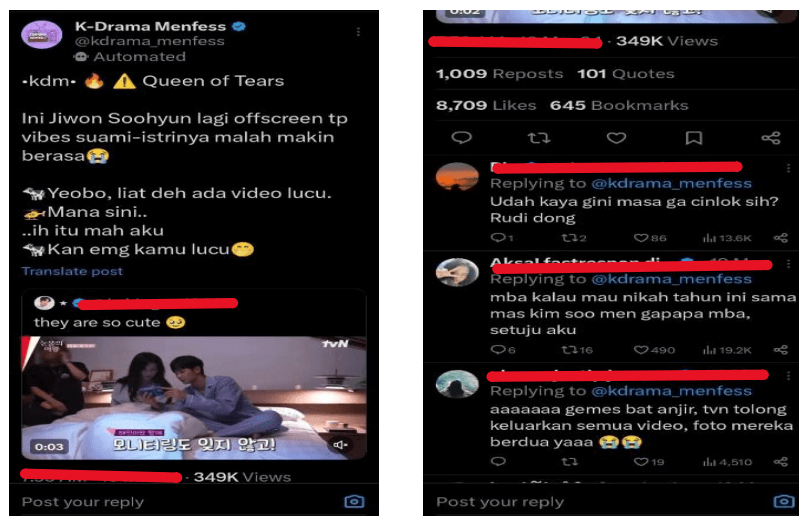 K-Drama Menfess
@kdrama_menfess
Automated
•kdm• 🔥 ⚠️ Queen of Tears
Ini Jiwon Soohyun lagi offscreen tp
vibes suami-istrinya malah makin
berasa😭
🐄Yeobo, liat deh ada video lucu.
🚁Mana sini..
..ih itu mah aku
🐄Kan emg kamu lucu🤭
Translate post
they are so cute 🥹
눈물의
여왕
tvN
모니터링도 잊지 않고!
0:03
· 349K Views
Post your reply
0:02
· 349K Views
1,009 Reposts 101 Quotes
8,709 Likes 645 Bookmarks
Replying to @kdrama_menfess
Udah kaya gini masa ga cinlok sih?
Rudi dong
1 2 86 13.6K
Replying to @kdrama_menfess
mba kalau mau nikah tahun ini sama
mas kim soo men gapapa mba,
setuju aku
6 16 490 19.2K
Replying to @kdrama_menfess
aaaaaaa gemes bat anjir, tvn tolong
keluarkan semua video, foto mereka
berdua yaaa 😭😭
19 4,510
Post your reply